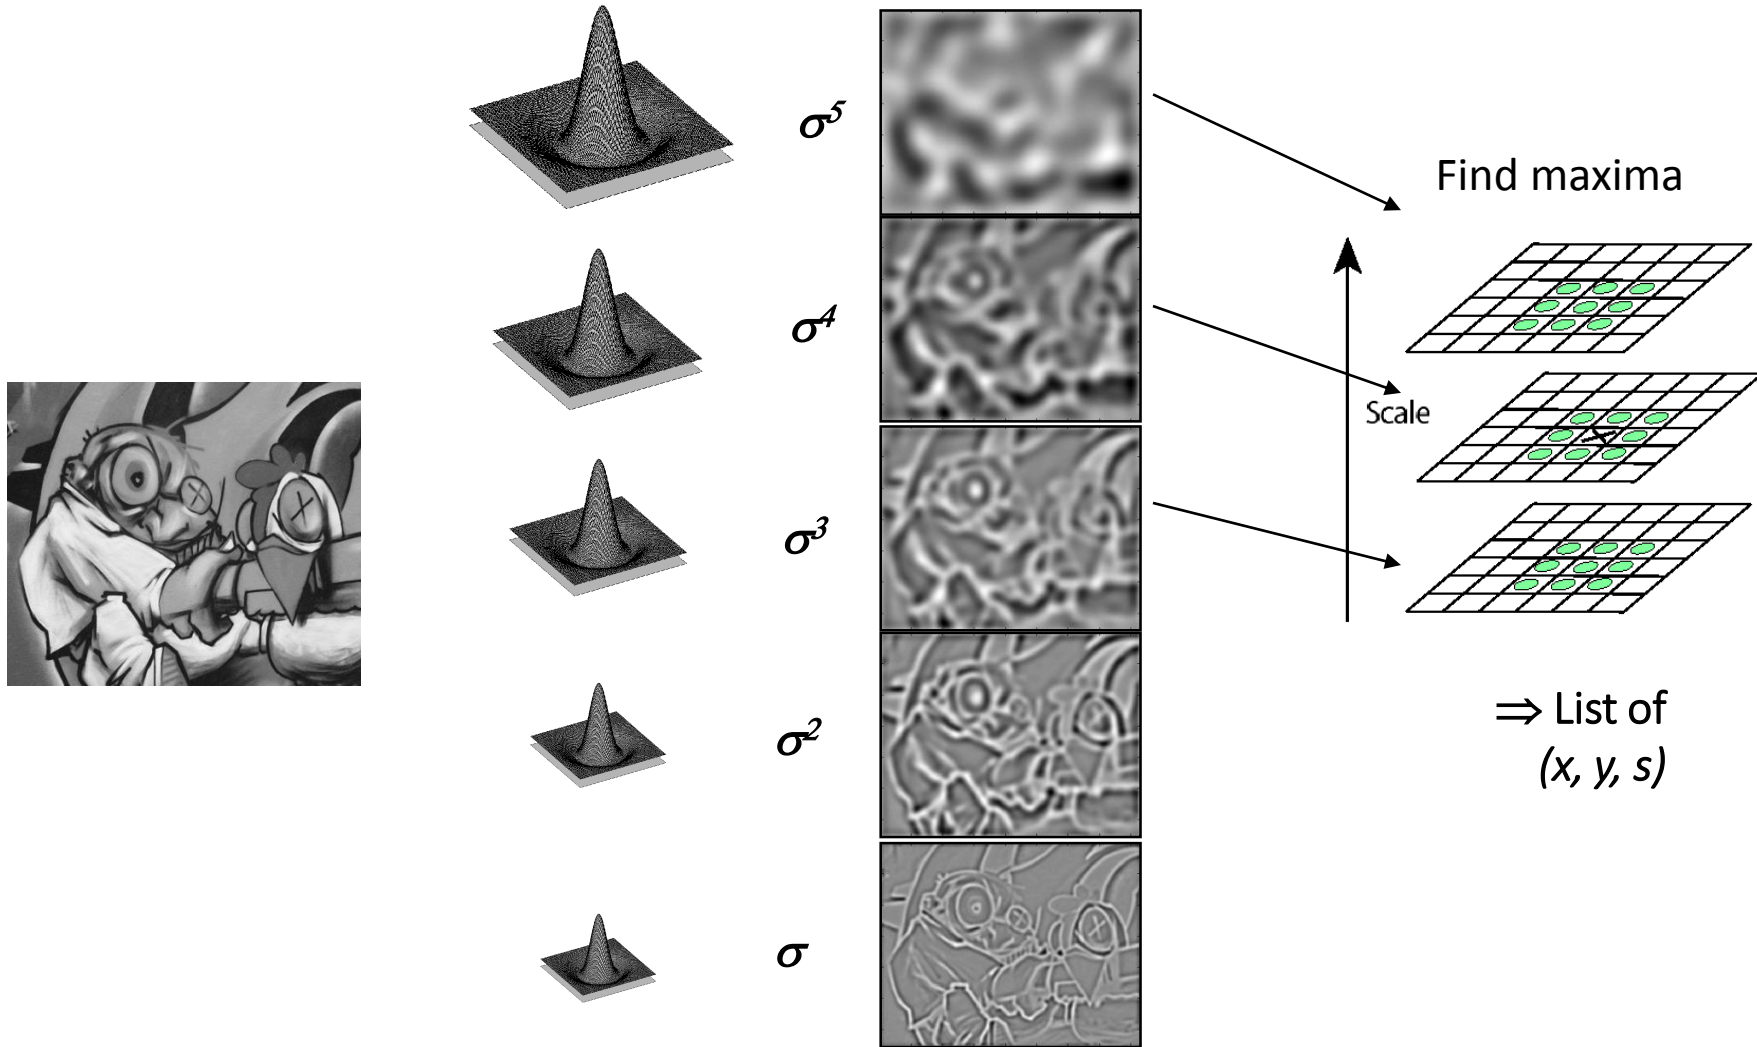 σ⁵
Find maxima
σ⁴
Scale
σ³
⇒ List of
(x, y, s)
σ²
σ